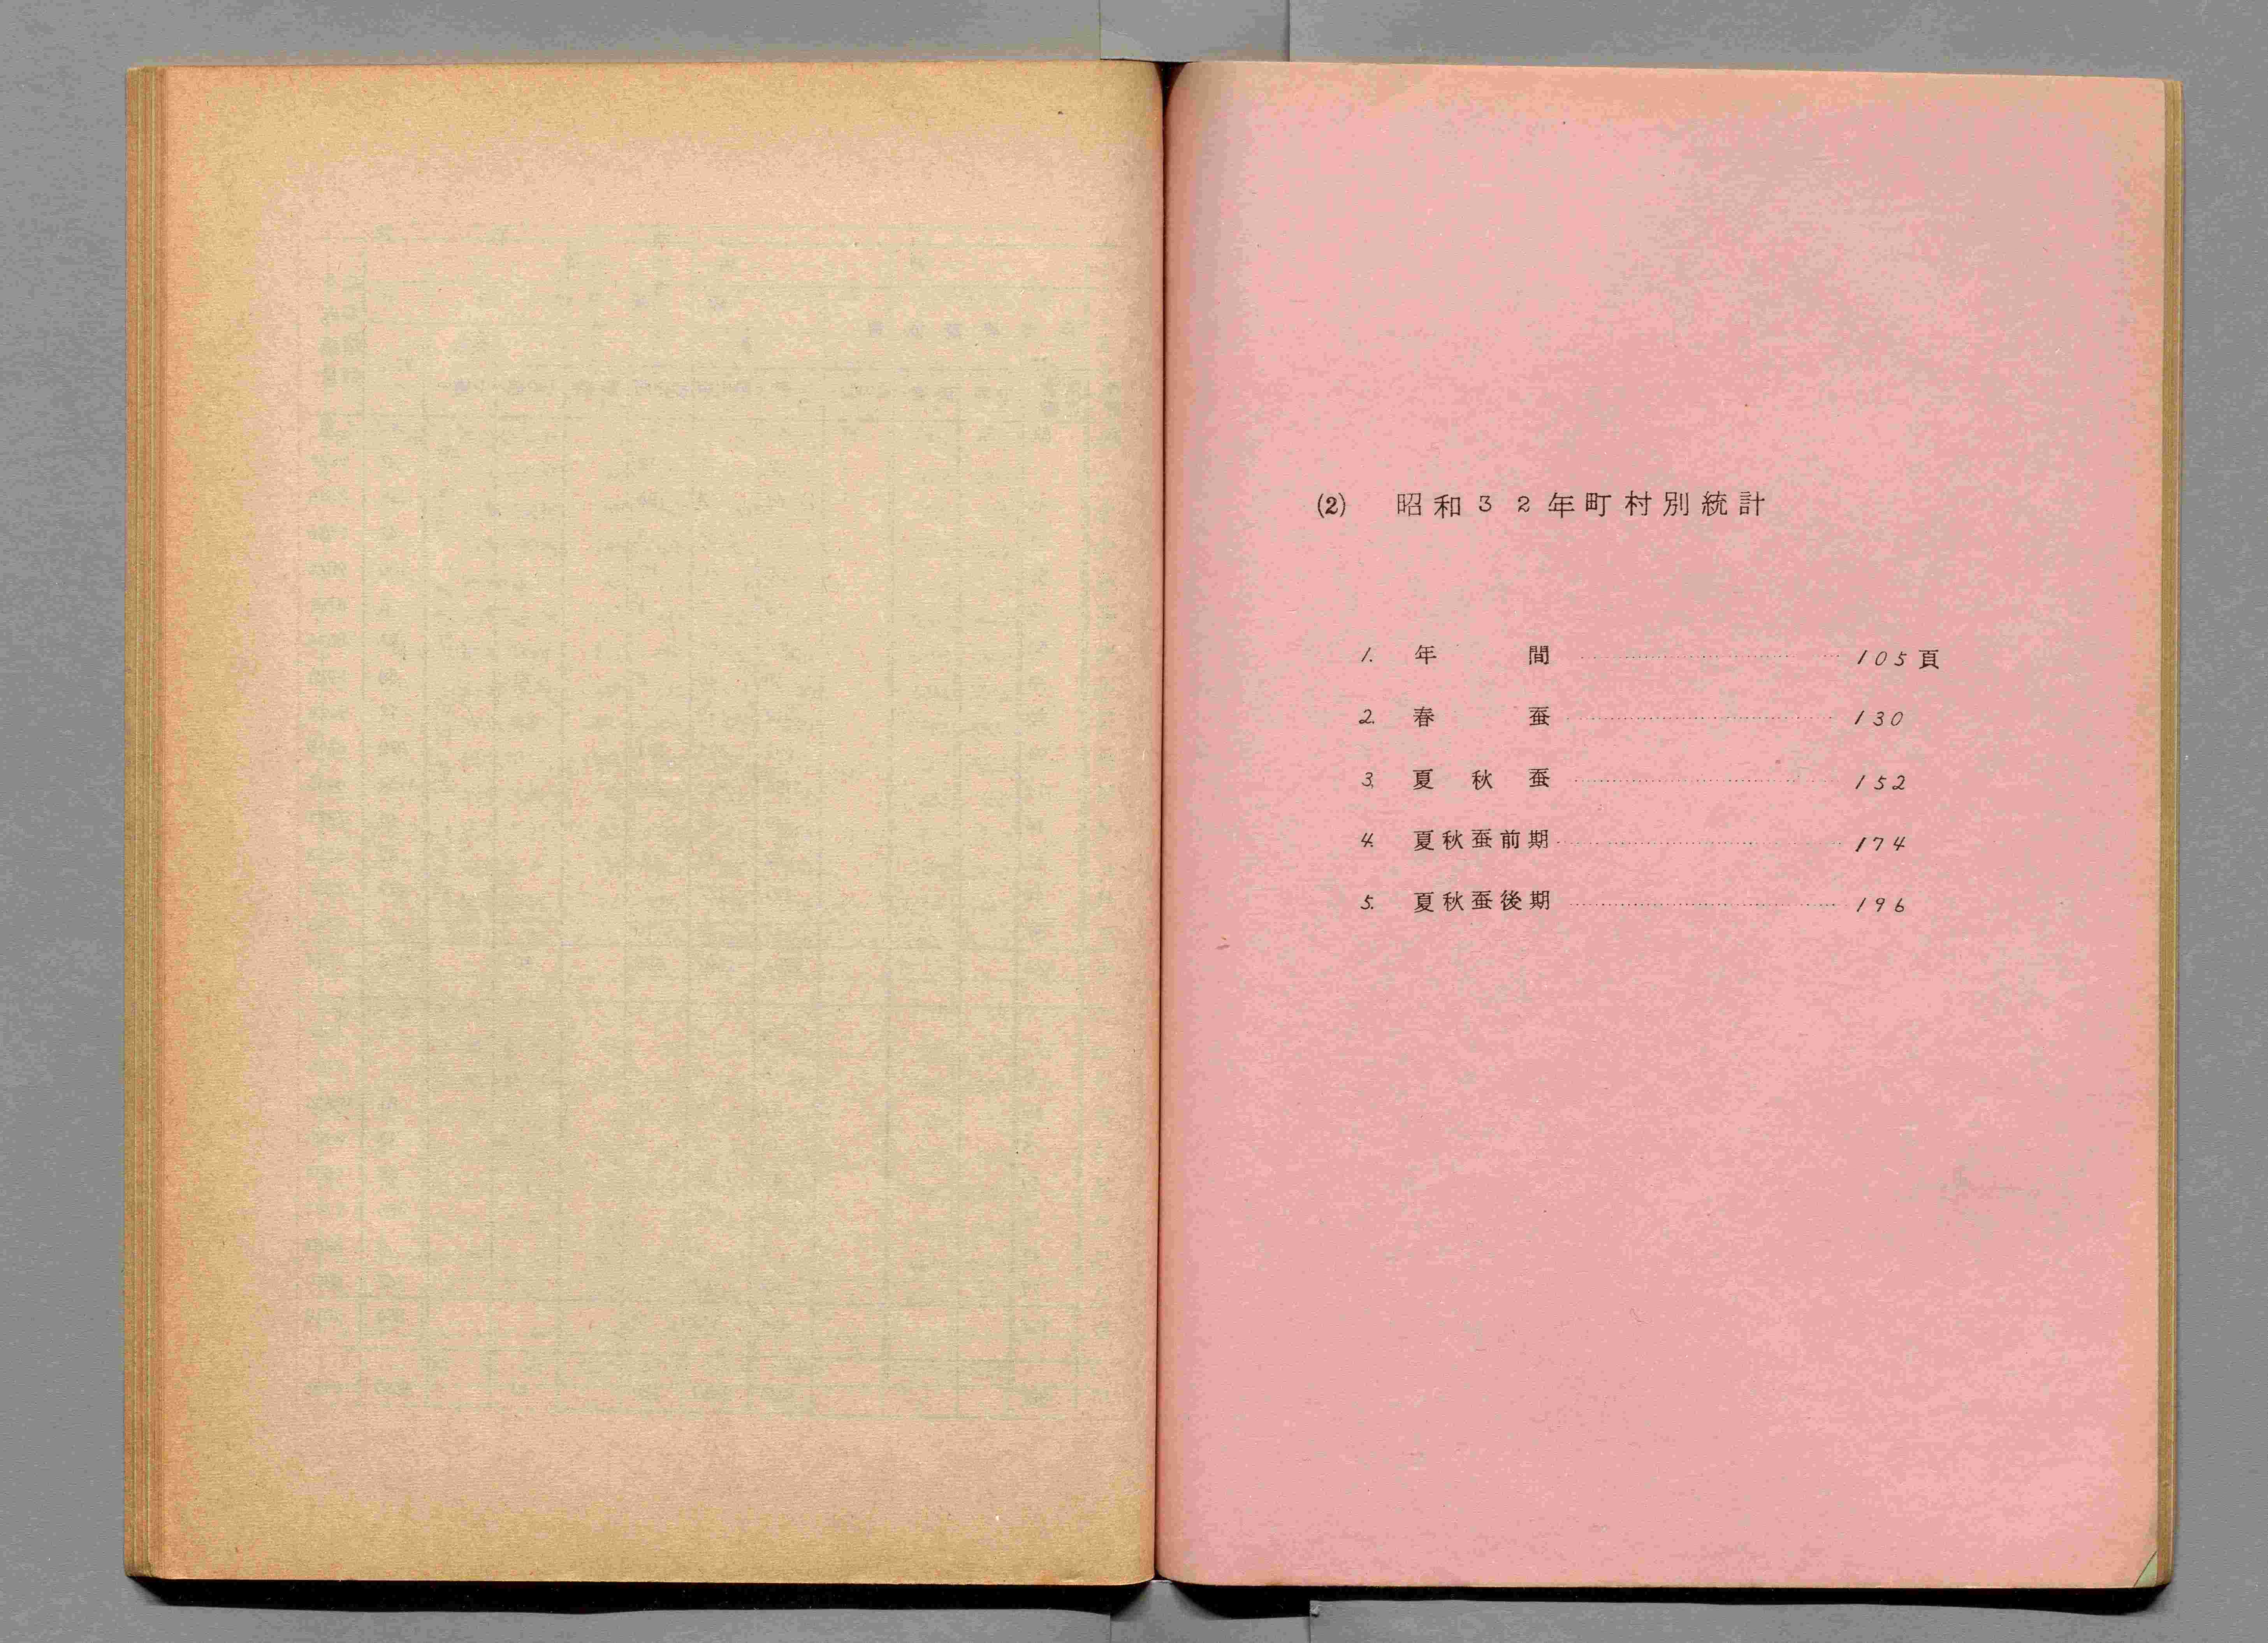 (2) 昭和32年町村別統計
1. 年間 ………… 105頁
2. 春蚕 ………… 130
3. 夏秋蚕 ………… 152
4. 夏秋蚕前期 ………… 174
5. 夏秋蚕後期 ………… 196